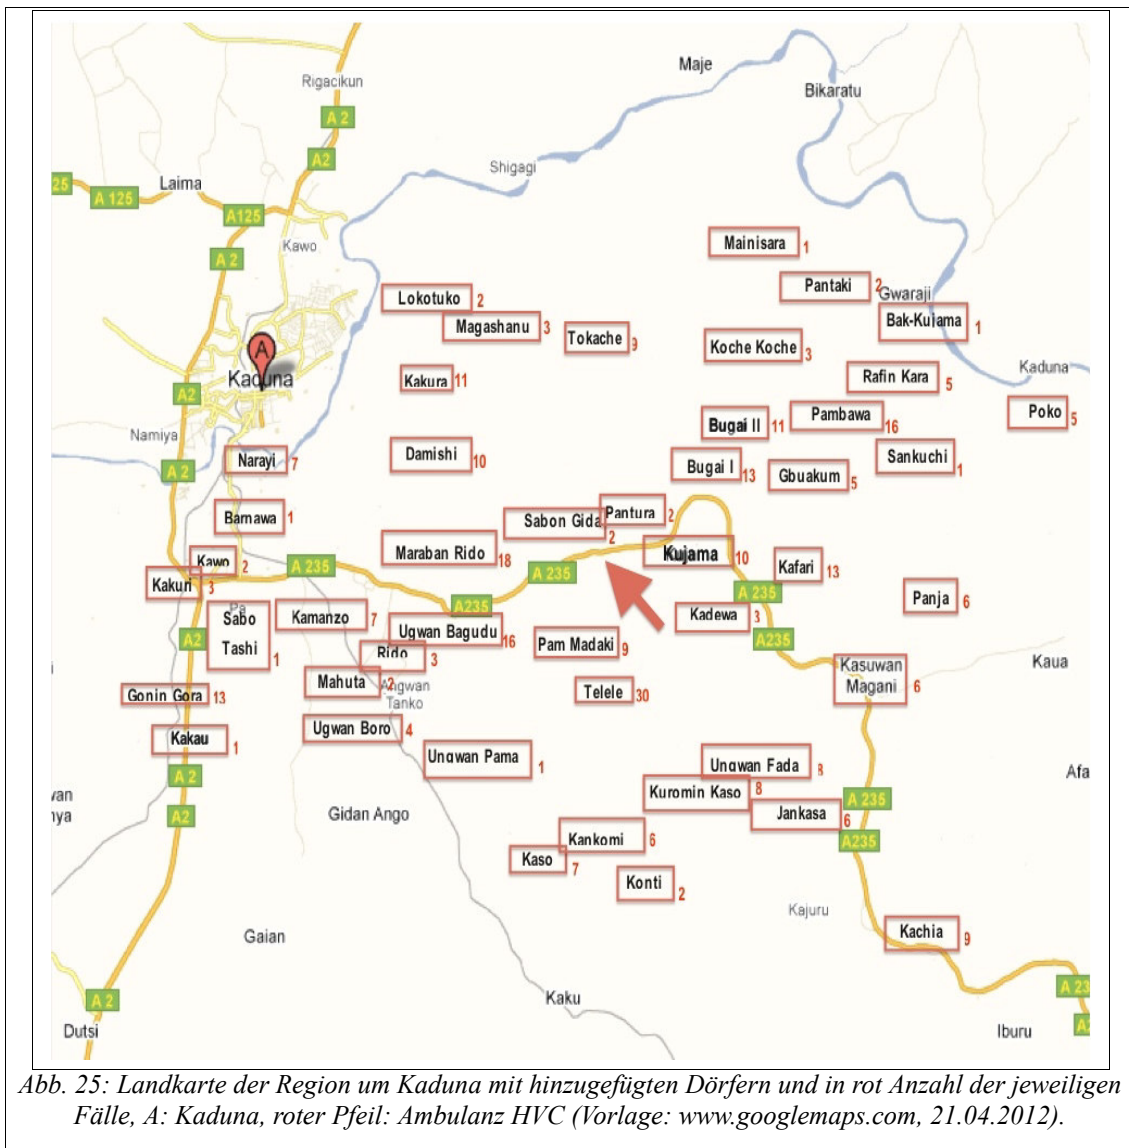 Maje
Bikaratu
Rigacikun
A 2
A2
Shigagi
25
A 125
Laima
A125
Kawo
A 2
Mainisara 1
Pantaki 2
Gwaraji
Bak-Kujama 1
Lokotuko 2
Magashanu 3
Tokache 9
Koche Koche 3
A
Kaduna
Kaduna
Kakura 11
Rafin Kara 5
A2
Poko 5
Pambawa 16
Bugai II 11
Namiya
Narayi 7
A 2
Damishi 10
Bugai I 13
Sankuchi 1
Gbuakum 5
Barnawa 1
Sabon Gida 2
Pantura 2
Maraban Rido 18
Kujama 10
Kawo 2
A 235
A 235
Kafari 13
Kakuri 3
A 235
Panja 6
Pa
Sabo
Tashi 1
Kamanzo 7
A235
Kadewa 3
Ugwan Bagudu 16
A2
Pam Madaki 9
A235
Rido 3
Kasuwan
Magani 6
Kaua
Mahuta 2
Angwan
Tanko
Telele 30
Gonin Gora 13
Ugwan Boro 4
Kakau 1
Ungwan Pama 1
Ungwan Fada 8
A 2
Afa
van
nya
Kuromin Kaso 8
A 235
A2
Gidan Ango
Jankasa 6
A235
Kankomi 6
Kaso 7
Konti 2
Kajuru
Gaian
Kachia 9
A 2
Kaku
A 23
Dutsi
Iburu
A2
Abb. 25: Landkarte der Region um Kaduna mit hinzugefügten Dörfern und in rot Anzahl der jeweiligen
Fälle, A: Kaduna, roter Pfeil: Ambulanz HVC (Vorlage: www.googlemaps.com, 21.04.2012).